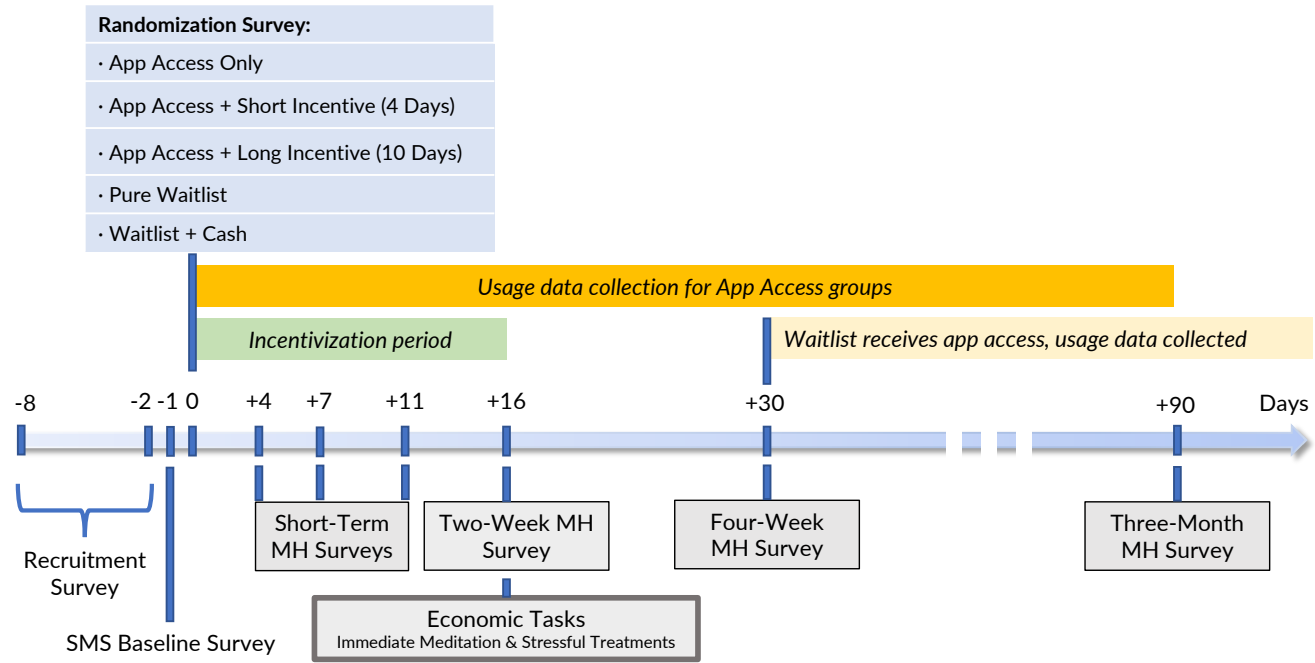 Randomization Survey:
· App Access Only
· App Access + Short Incentive (4 Days)
· App Access + Long Incentive (10 Days)
· Pure Waitlist
· Waitlist + Cash
Usage data collection for App Access groups
Incentivization period
Waitlist receives app access, usage data collected
-8 -2 -1 0 +4 +7 +11 +16 +30 +90 Days
Short-Term
MH Surveys
Two-Week MH
Survey
Four-Week
MH Survey
Three-Month
MH Survey
Recruitment
Survey
SMS Baseline Survey
Economic Tasks
Immediate Meditation & Stressful Treatments